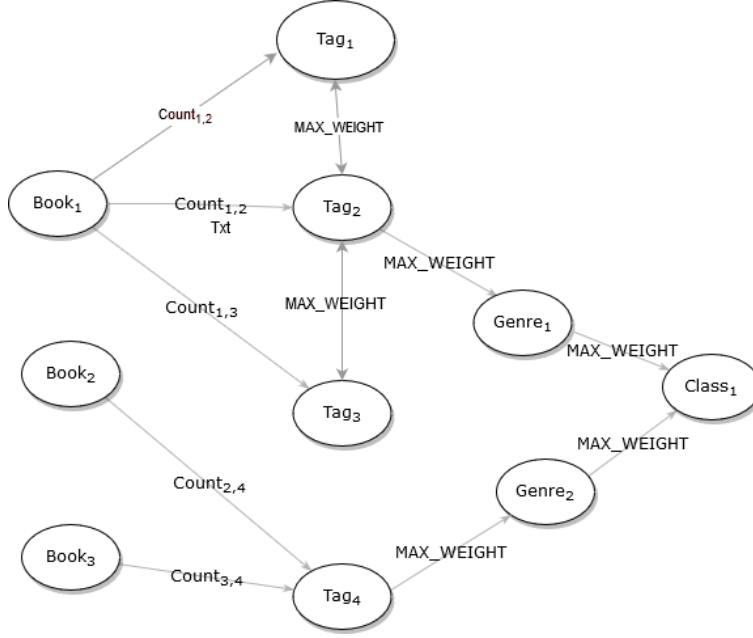 Tag₁
Count₁,₂
MAX_WEIGHT
Book₁
Count₁,₂
Txt
Tag₂
MAX_WEIGHT
Count₁,₃
MAX_WEIGHT
Genre₁
MAX_WEIGHT
Book₂
Class₁
Tag₃
MAX_WEIGHT
Count₂,₄
Genre₂
Book₃
MAX_WEIGHT
Count₃,₄
Tag₄